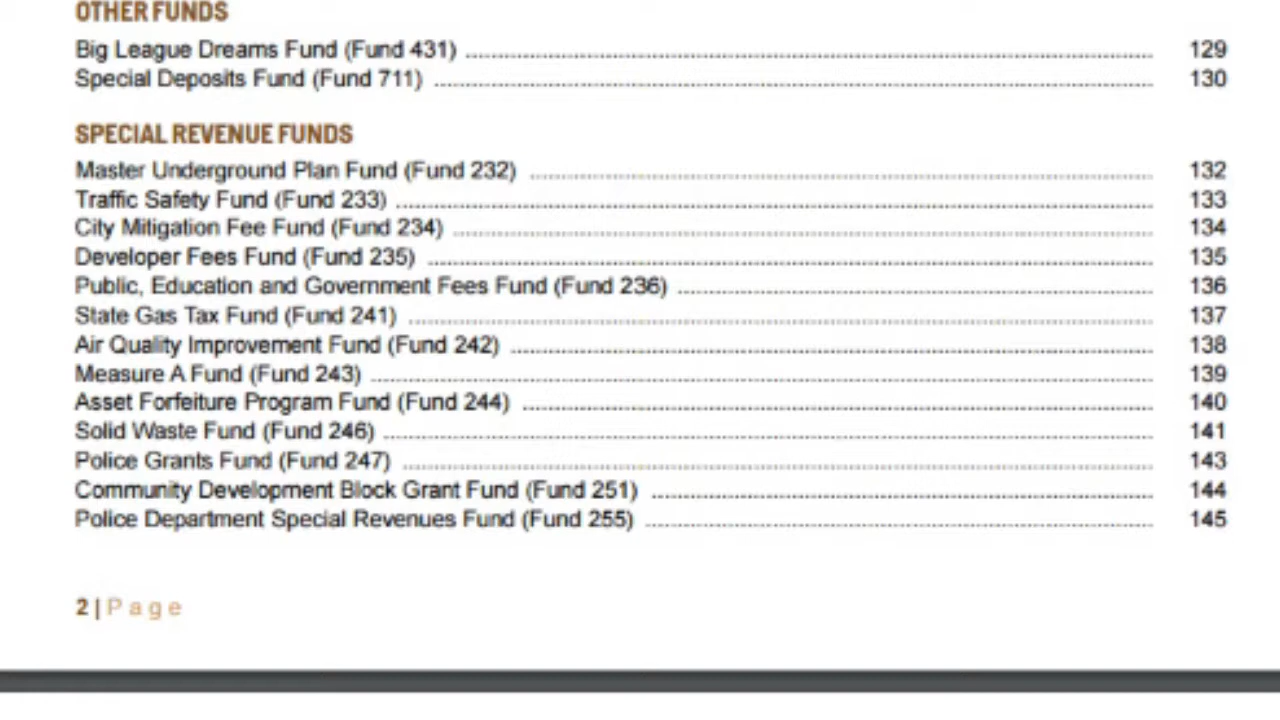 OTHER FUNDS
Big League Dreams Fund (Fund 431) ........ 129
Special Deposits Fund (Fund 711) ........ 130
SPECIAL REVENUE FUNDS
Master Underground Plan Fund (Fund 232) ........ 132
Traffic Safety Fund (Fund 233) ........ 133
City Mitigation Fee Fund (Fund 234) ........ 134
Developer Fees Fund (Fund 235) ........ 135
Public, Education and Government Fees Fund (Fund 236) ........ 136
State Gas Tax Fund (Fund 241) ........ 137
Air Quality Improvement Fund (Fund 242) ........ 138
Measure A Fund (Fund 243) ........ 139
Asset Forfeiture Program Fund (Fund 244) ........ 140
Solid Waste Fund (Fund 246) ........ 141
Police Grants Fund (Fund 247) ........ 143
Community Development Block Grant Fund (Fund 251) ........ 144
Police Department Special Revenues Fund (Fund 255) ........ 145
2 | Page